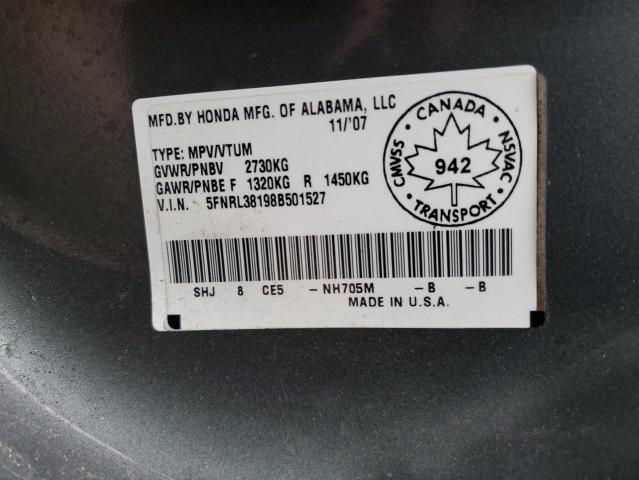 MFD.BY HONDA MFG. OF ALABAMA, LLC
11/'07
TYPE: MPV/VTUM
GVWR/PNBV 2730KG
GAWR/PNBE F 1320KG R 1450KG
V.I.N. 5FNRL38198B501527
CANADA
CMVSS 942 NSVAC
TRANSPORT
SHJ 8 CE5 -NH705M -B -B
MADE IN U.S.A.